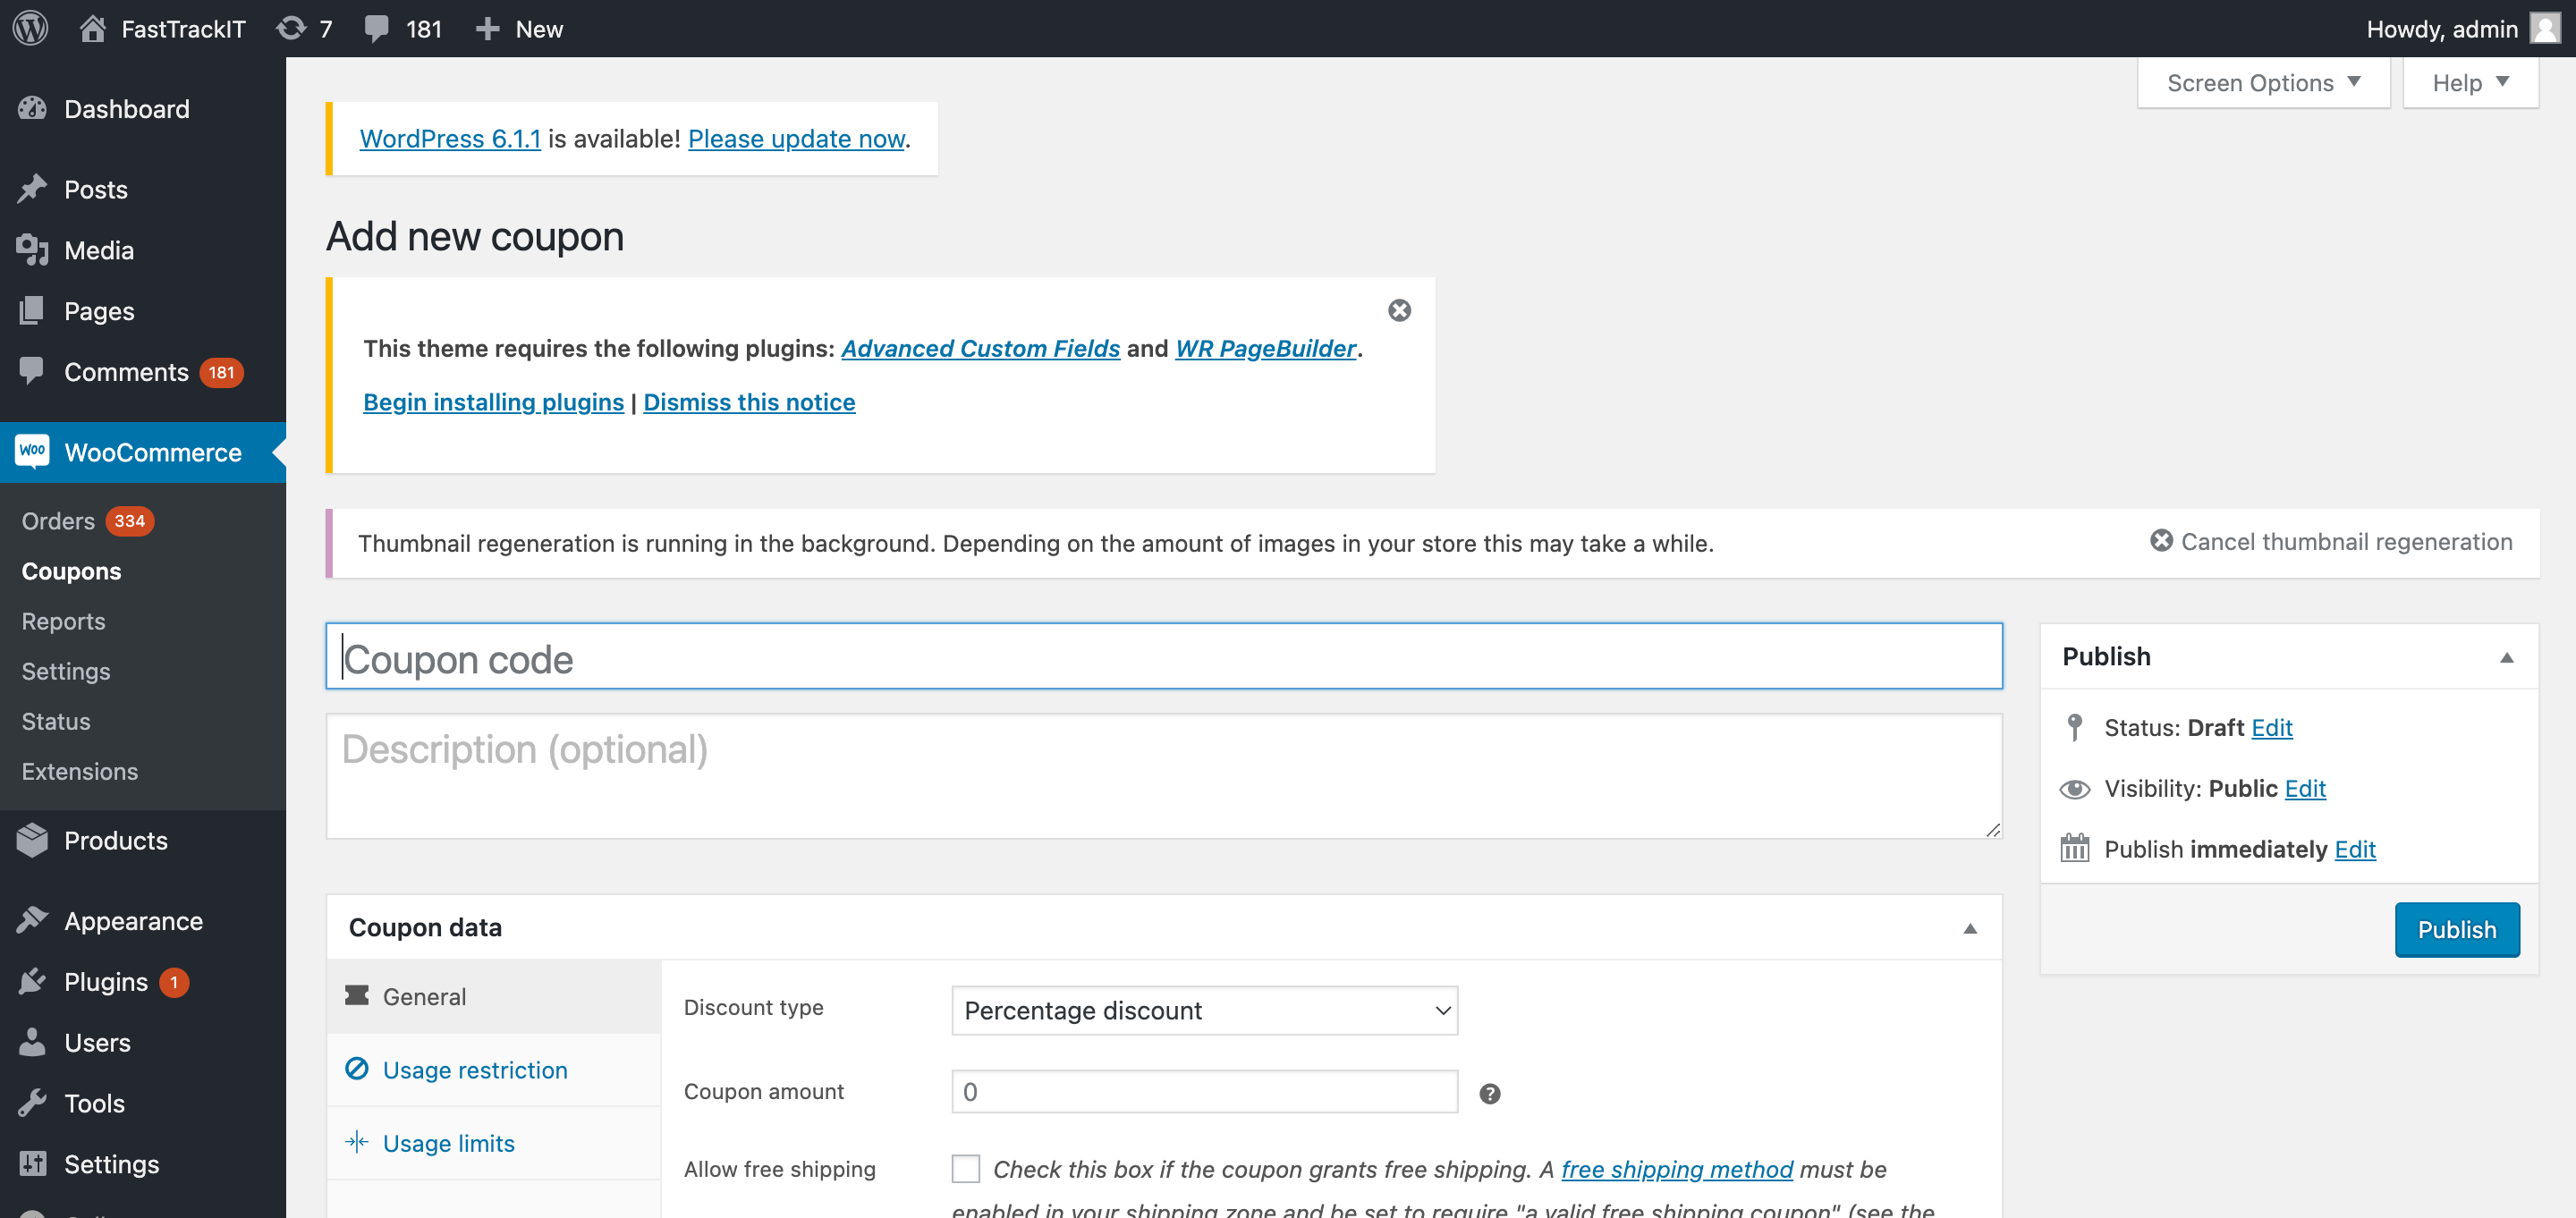 FastTrackIT 7 181 New Howdy, admin
Screen Options Help
Dashboard
Posts
Media
Pages
Comments 181
WooCommerce
Orders 334
Coupons
Reports
Settings
Status
Extensions
Products
Appearance
Plugins 1
Users
Tools
Settings
WordPress 6.1.1 is available! Please update now.
Add new coupon
This theme requires the following plugins: Advanced Custom Fields and WR PageBuilder.
Begin installing plugins | Dismiss this notice
Thumbnail regeneration is running in the background. Depending on the amount of images in your store this may take a while. Cancel thumbnail regeneration
Coupon code
Description (optional)
Coupon data
General
Usage restriction
Usage limits
Discount type Percentage discount
Coupon amount 0
Allow free shipping Check this box if the coupon grants free shipping. A free shipping method must be
enabled in your shipping zone and be set to require "a valid free shipping coupon" (see the
Publish
Status: Draft Edit
Visibility: Public Edit
Publish immediately Edit
Publish